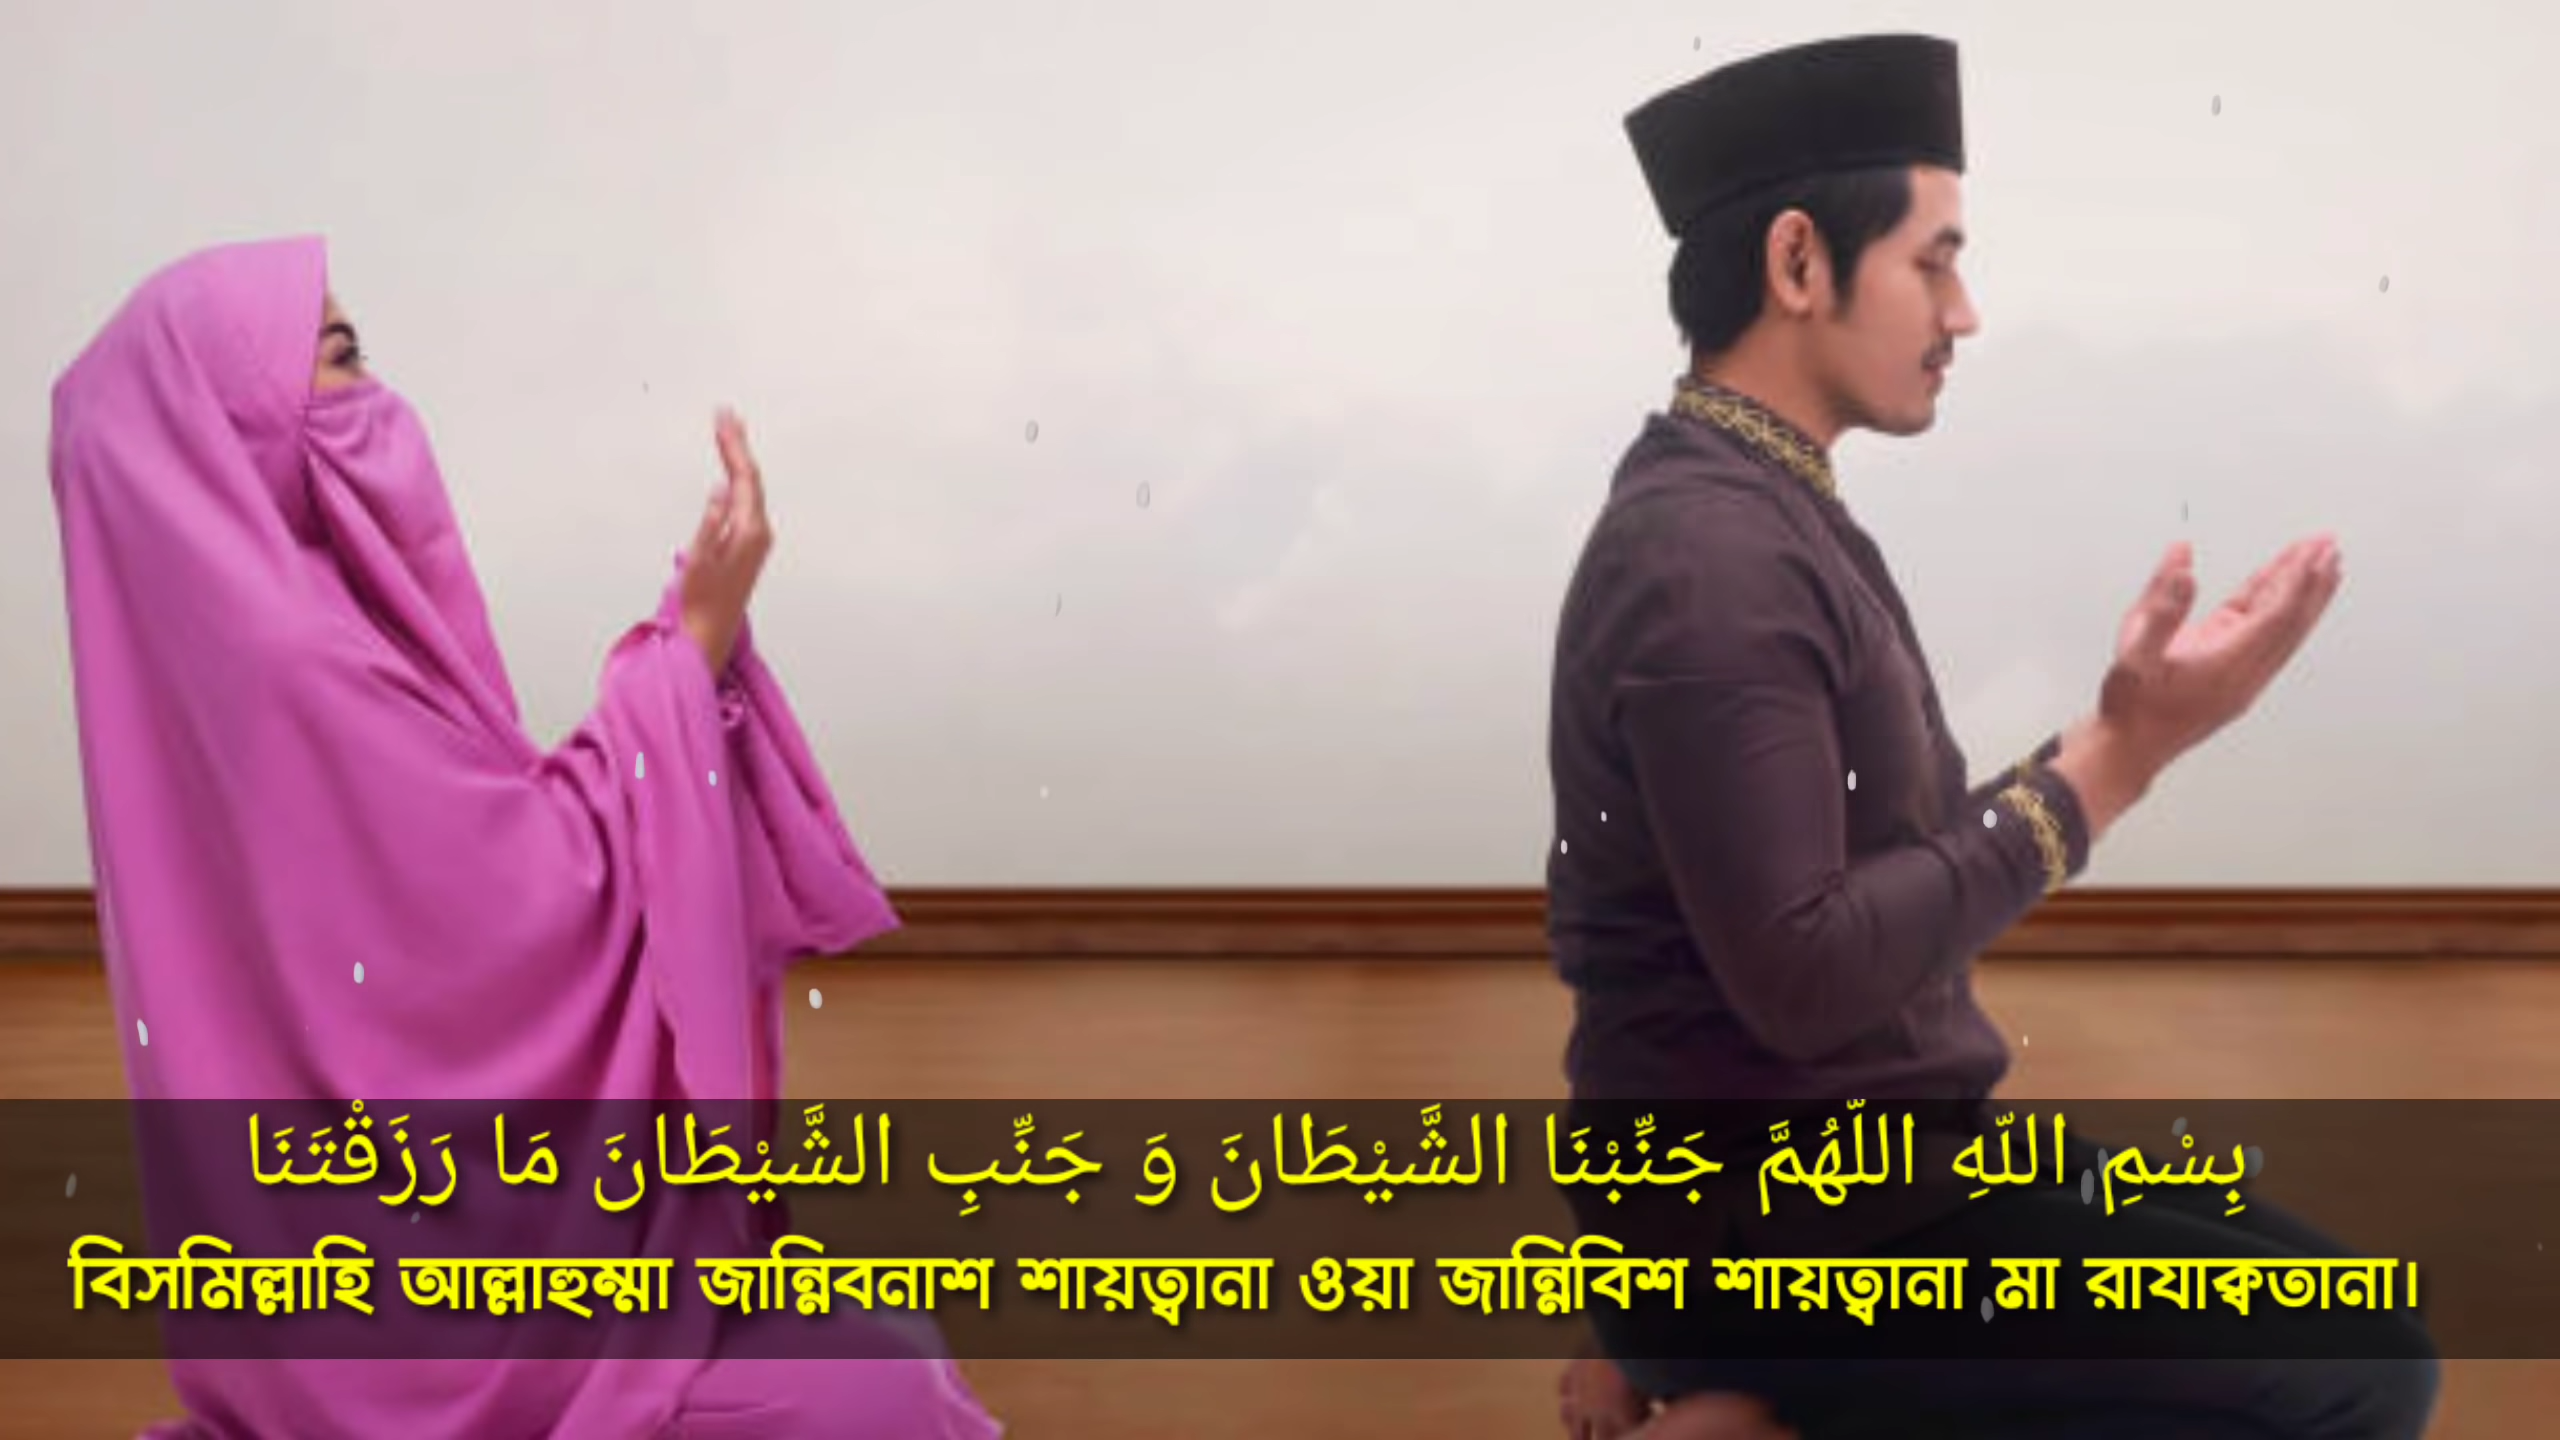 بِسْمِ اللّهِ اللّهُمَّ جَنِّبْنَا الشَّيْطَانَ وَ جَنِّبِ الشَّيْطَانَ مَا رَزَقْتَنَا
বিসমিল্লাহি আল্লাহুম্মা জান্নিবনাশ শায়ত্বানা ওয়া জান্নিবিশ শায়ত্বানা মা রাযাক্বতানা।